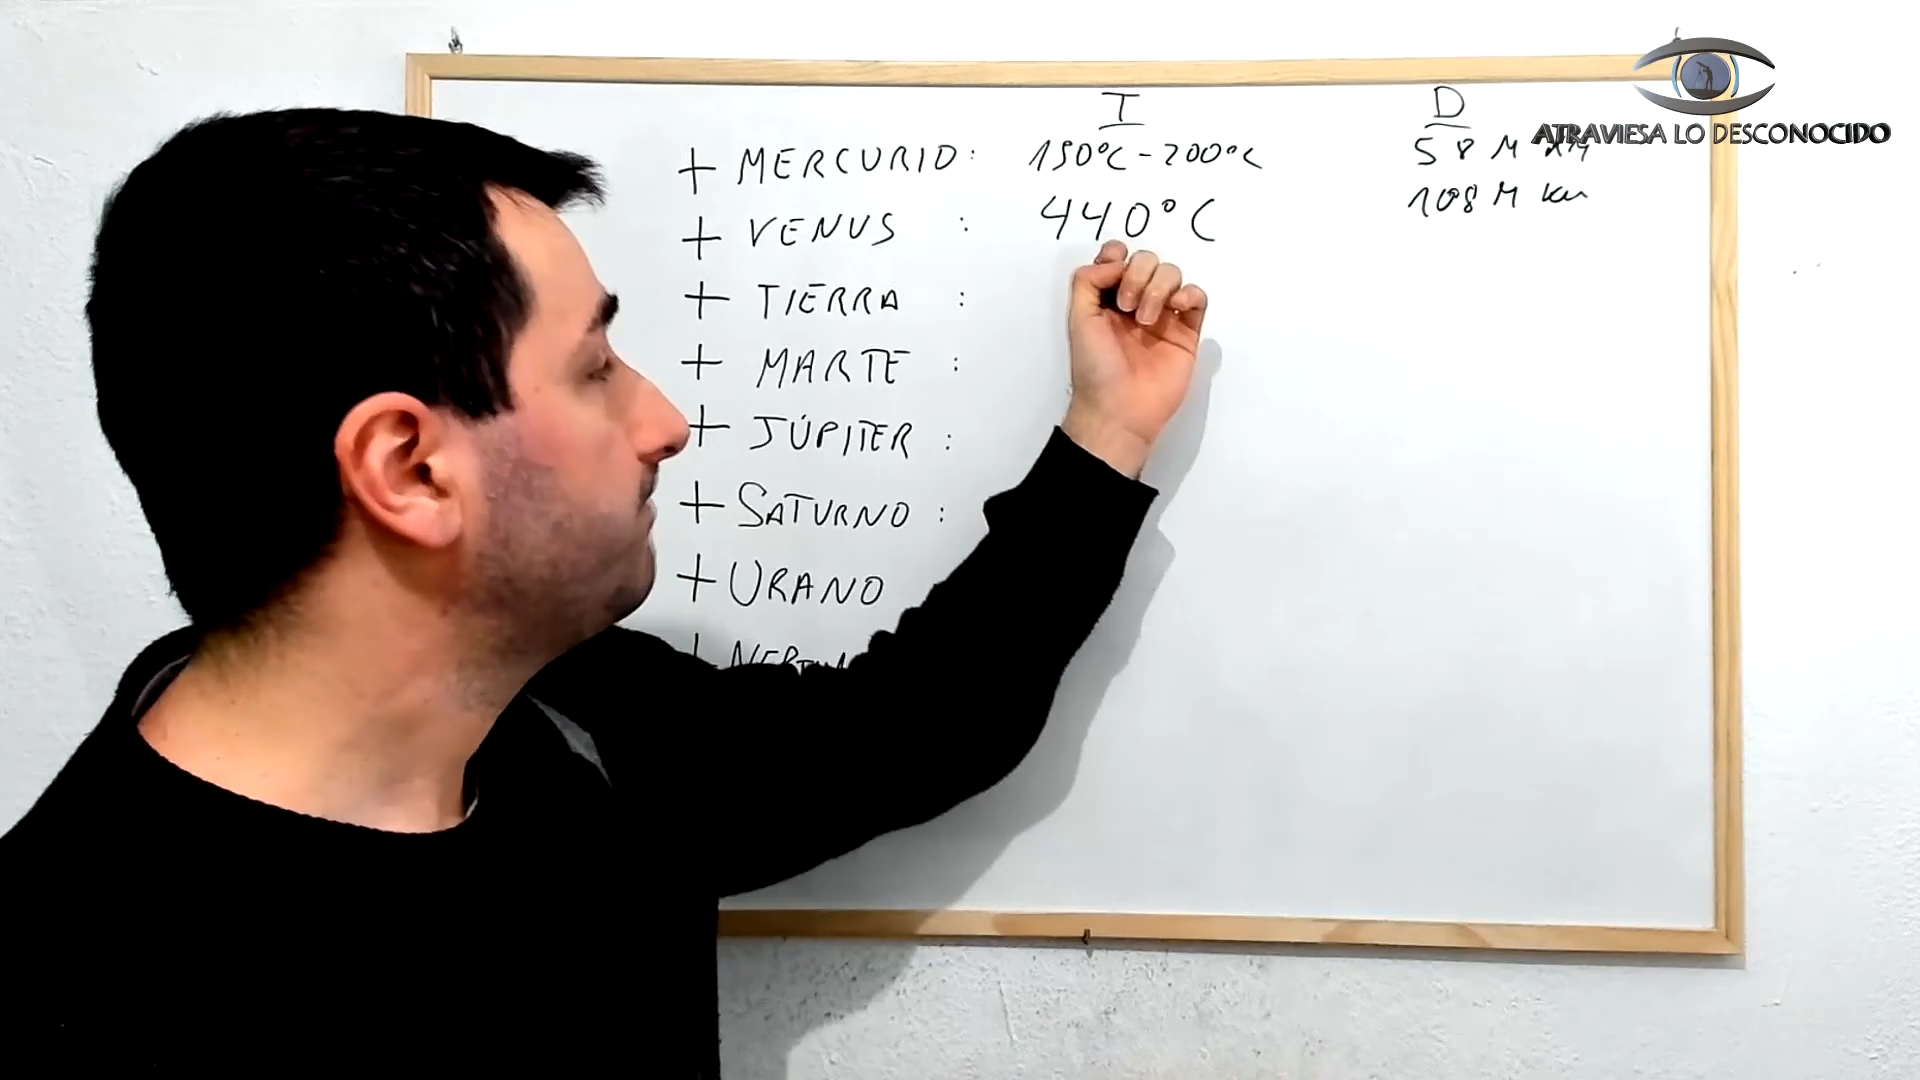 T D
ATRAVIESA LO DESCONOCIDO
+ MERCURIO: 150°C - 200°C 58 M KM
+ VENUS : 440°C 108 M km
+ TIERRA :
+ MARTE :
+ JÚPITER :
+ SATURNO :
+ URANO